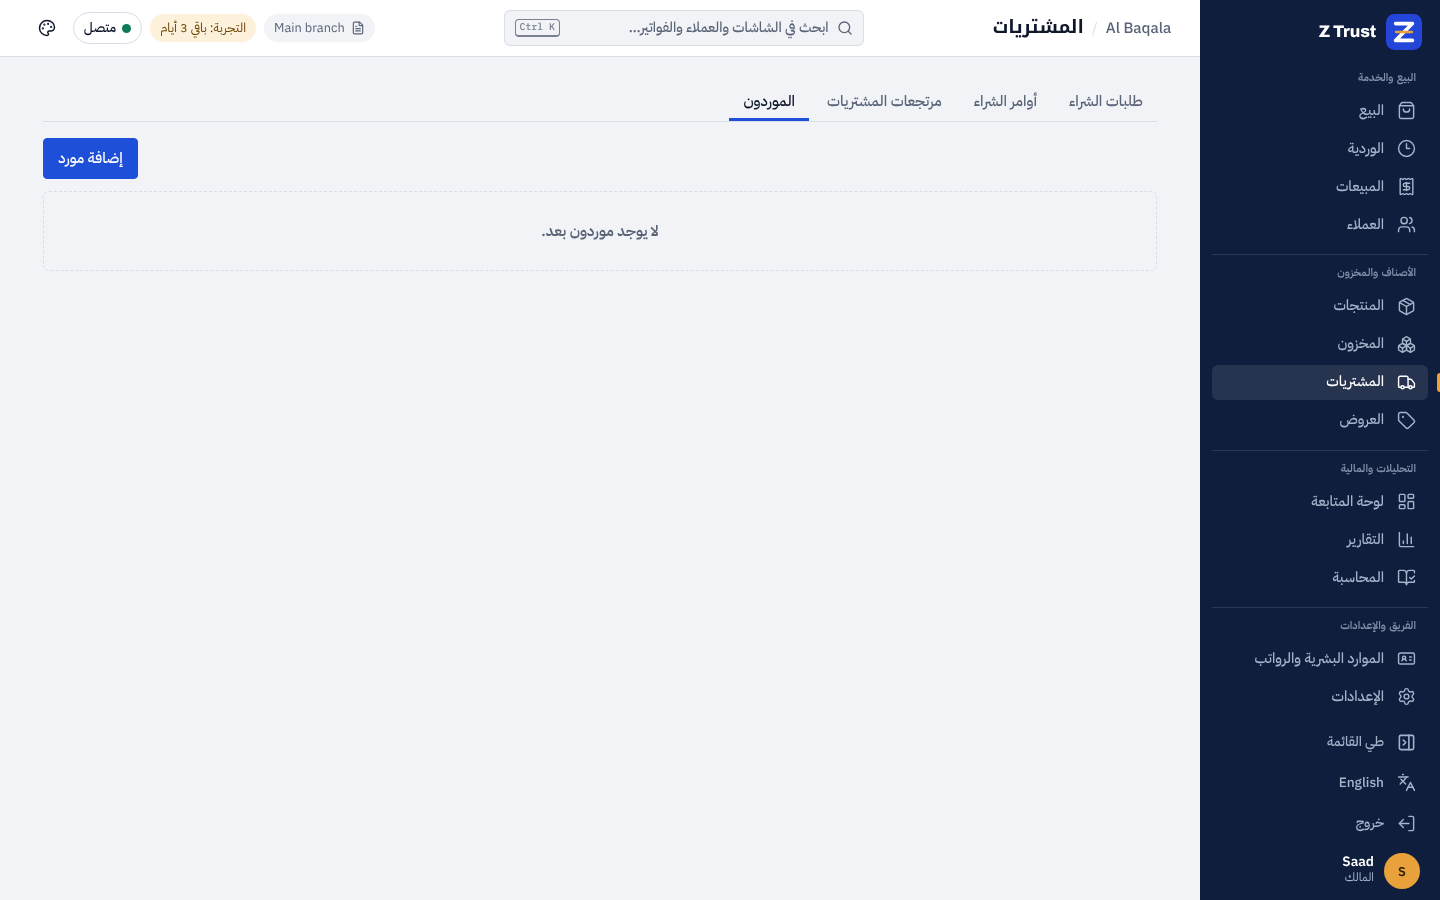 Z Trust
البيع والخدمة
البيع
الوردية
المبيعات
العملاء
الأصناف والمخزون
المنتجات
المخزون
المشتريات
العروض
التحليلات والمالية
لوحة المتابعة
التقارير
المحاسبة
الفريق والإعدادات
الموارد البشرية والرواتب
الإعدادات
طي القائمة
English
خروج
S
Saad
المالك
Al Baqala / المشتريات
ابحث في الشاشات والعملاء والفواتير...
Ctrl K
Main branch
التجربة: باقي 3 أيام
متصل
طلبات الشراء
أوامر الشراء
مرتجعات المشتريات
الموردون
إضافة مورد
لا يوجد موردون بعد.